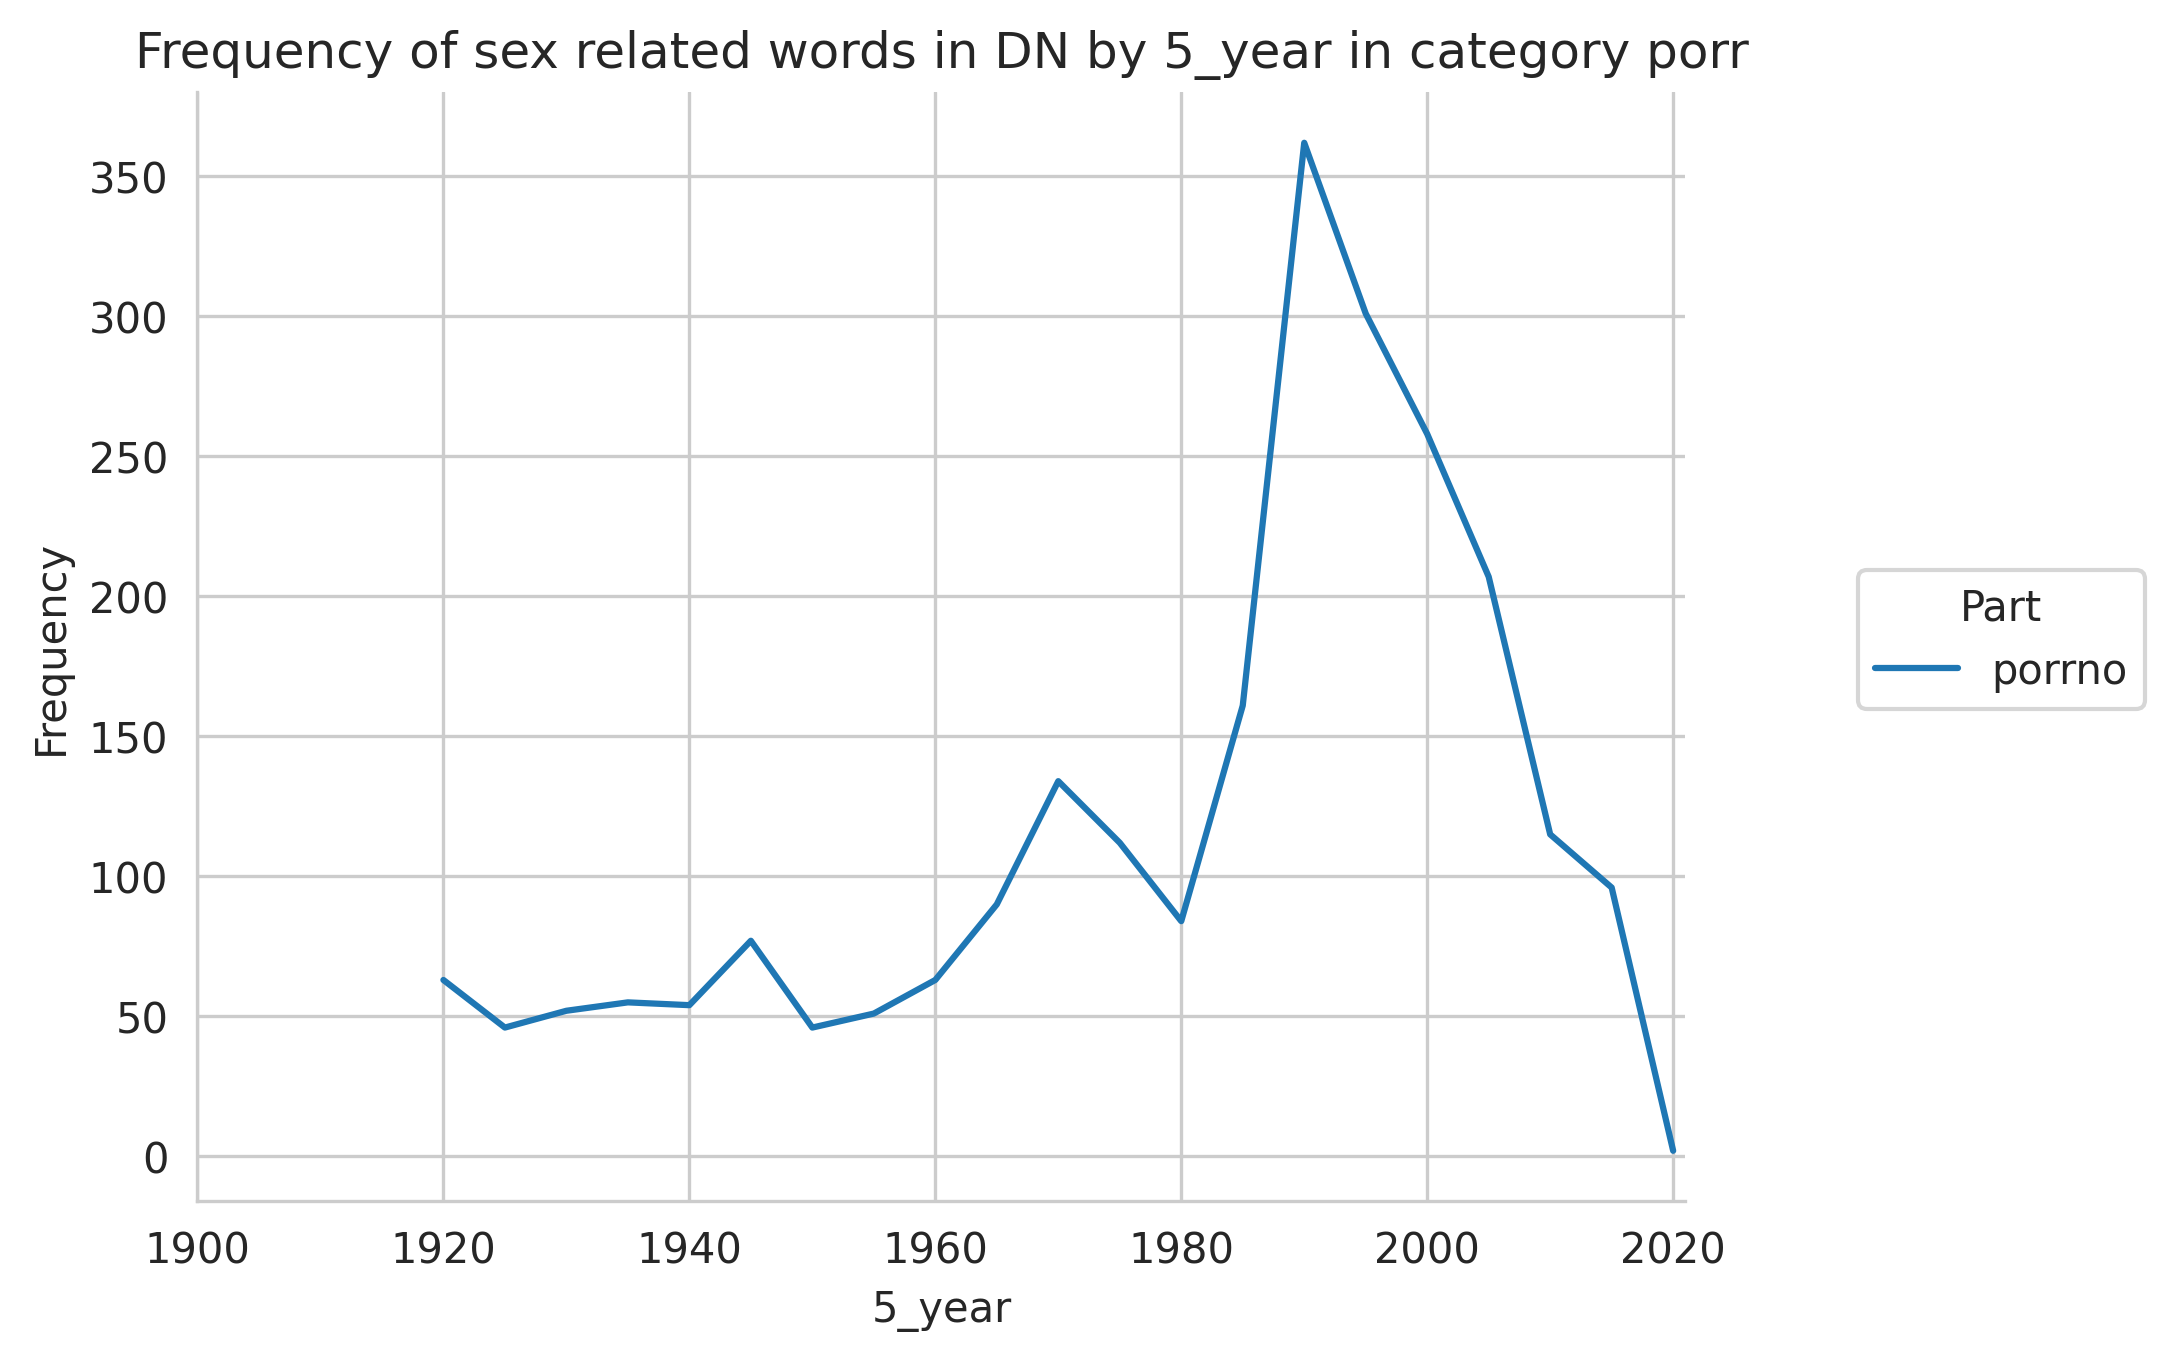 Frequency of sex related words in DN by 5_year in category porr
Frequency
350
300
250
200
150
100
50
0
1900 1920 1940 1960 1980 2000 2020
5_year
Part
porrno